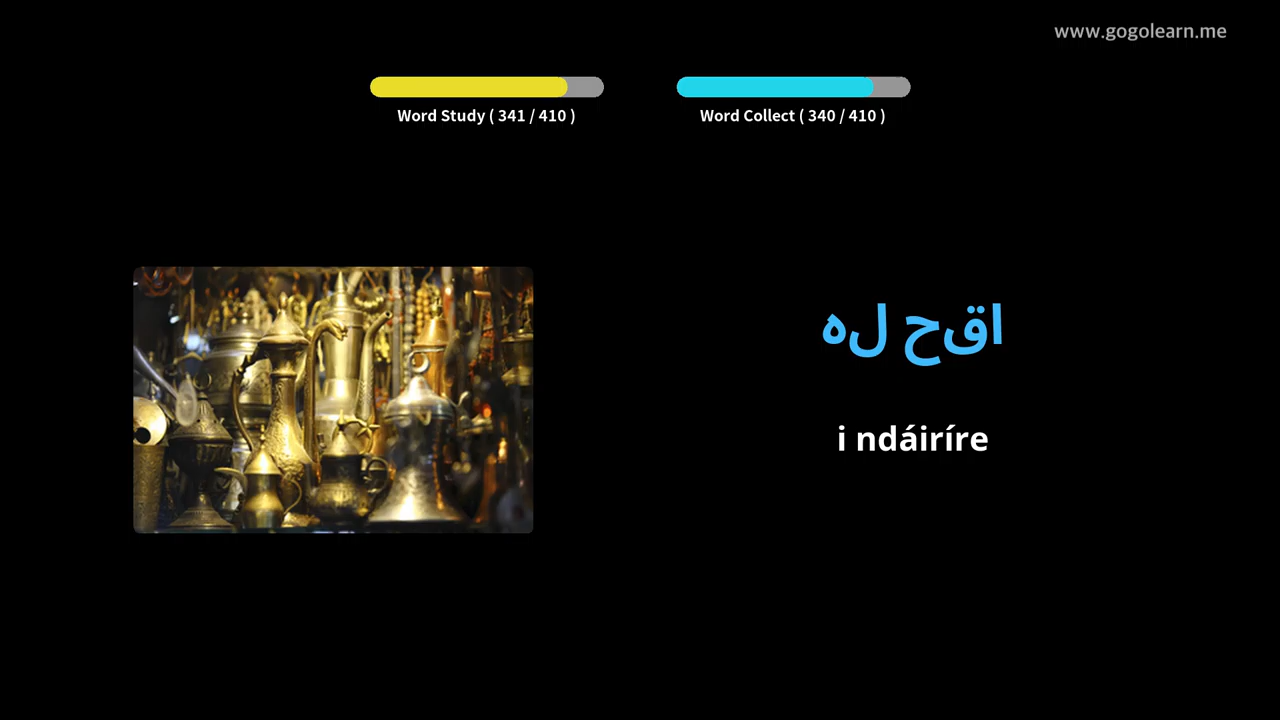 www.gogolearn.me
Word Study ( 341 / 410 )
Word Collect ( 340 / 410 )
اقح له
i ndáiríre